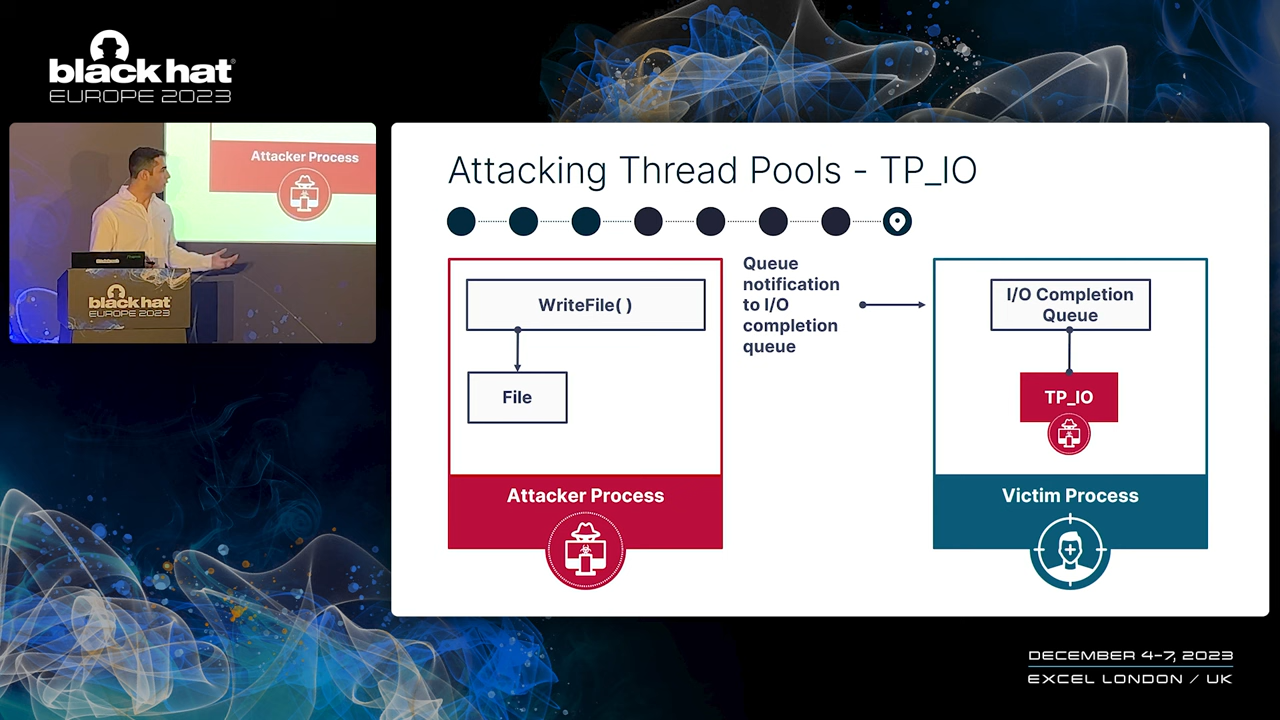 black hat
EUROPE 2023
Attacker Process
black hat
EUROPE 2023
Attacking Thread Pools - TP_IO
WriteFile( )
File
Attacker Process
Queue
notification
to I/O
completion
queue
I/O Completion
Queue
TP_IO
Victim Process
DECEMBER 4-7, 2023
EXCEL LONDON / UK